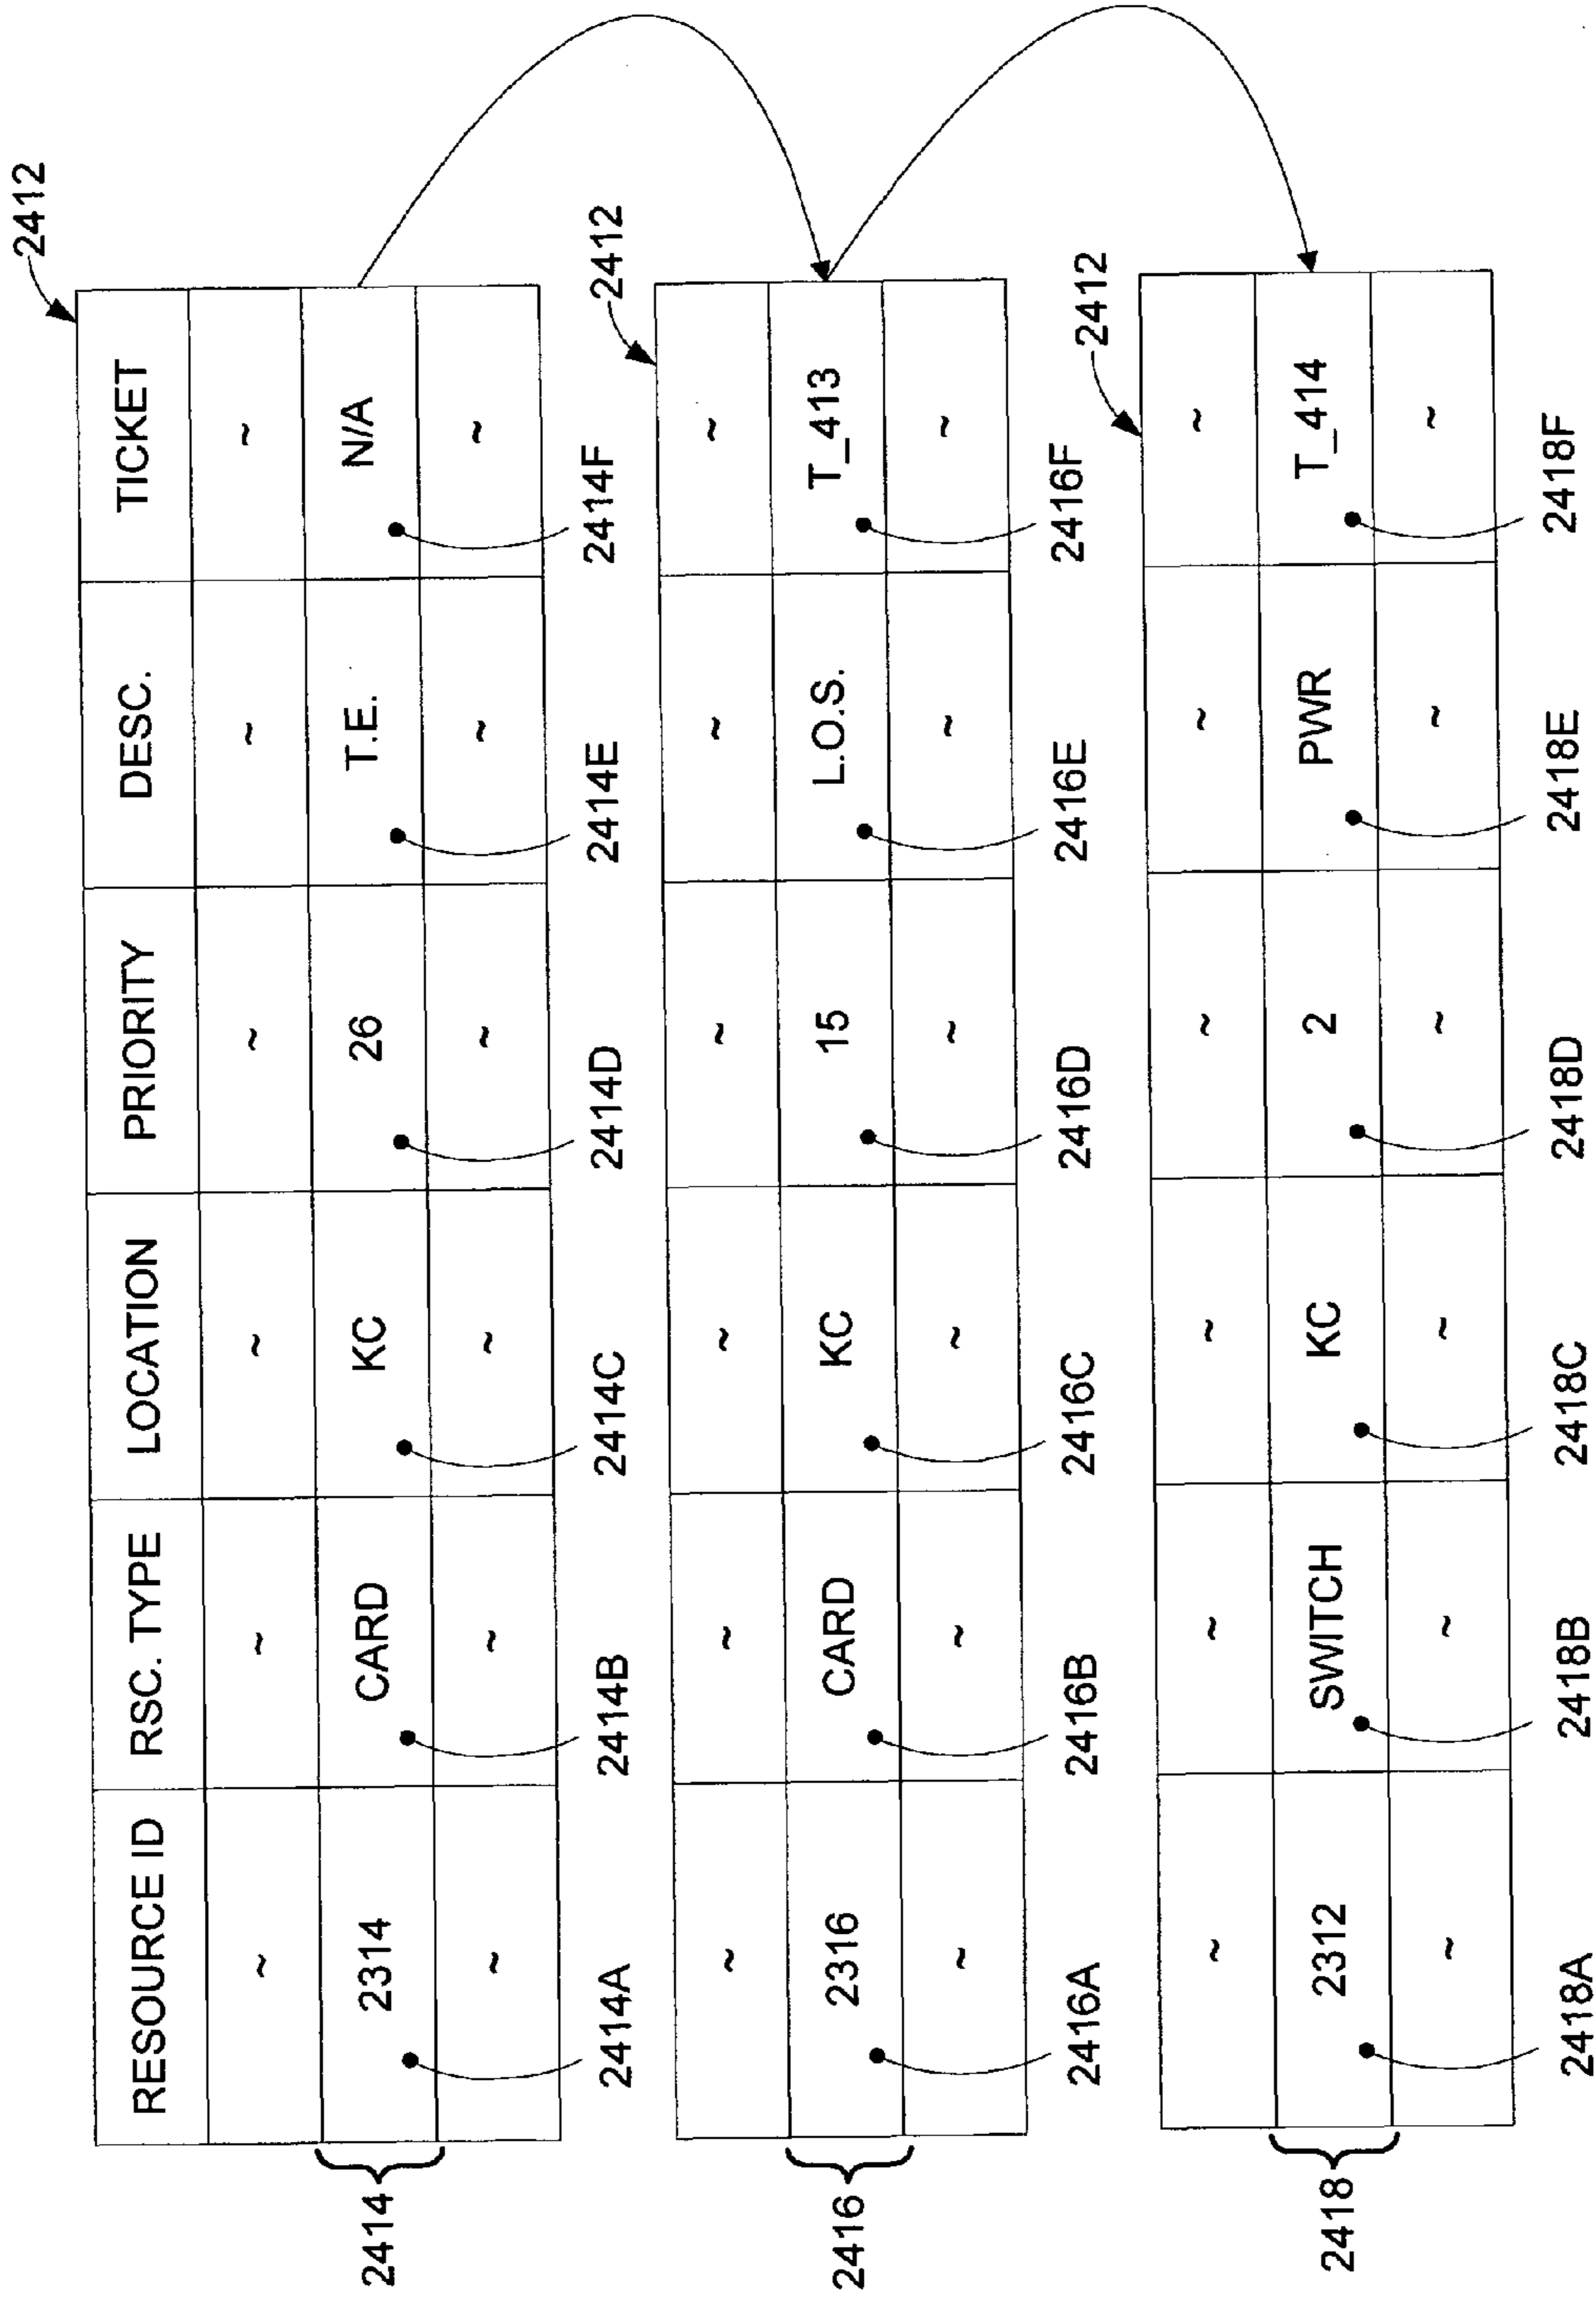 2412
RESOURCE ID RSC. TYPE LOCATION PRIORITY DESC. TICKET
~ ~ ~ ~ ~ ~
2414 2314 CARD KC 26 T.E. N/A
~ ~ ~ ~ ~ ~
2414A 2414B 2414C 2414D 2414E 2414F
2412
~ ~ ~ ~ ~ ~
2416 2316 CARD KC 15 L.O.S. T_413
~ ~ ~ ~ ~ ~
2416A 2416B 2416C 2416D 2416E 2416F
2412
~ ~ ~ ~ ~ ~
2418 2312 SWITCH KC 2 PWR T_414
~ ~ ~ ~ ~ ~
2418A 2418B 2418C 2418D 2418E 2418F